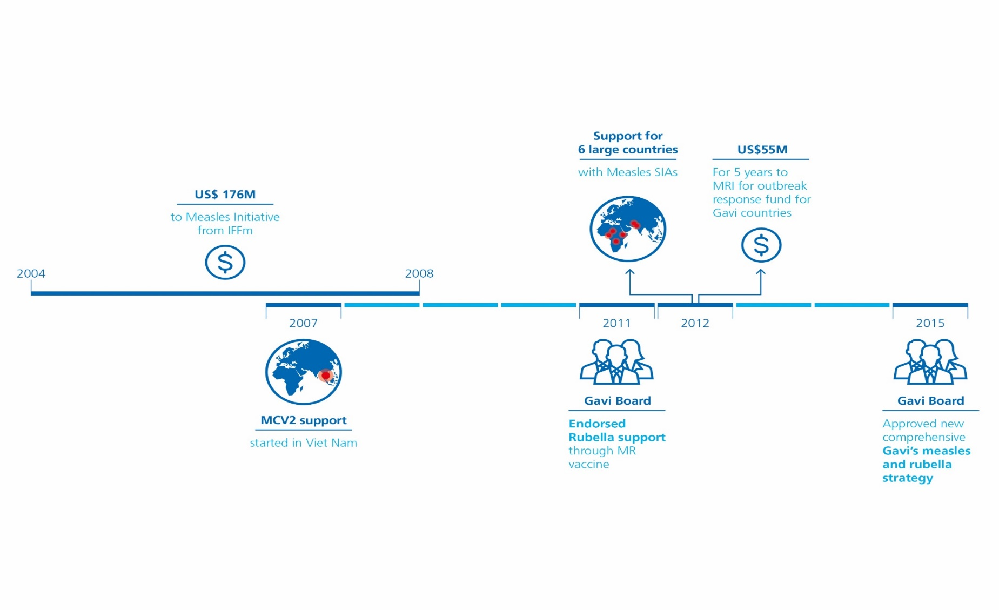 2004
US$ 176M
to Measles Initiative
from IFFm
$
2008
2007
MCV2 support
started in Viet Nam
Support for
6 large countries
with Measles SIAs
US$55M
For 5 years to
MRI for outbreak
response fund for
Gavi countries
$
2011
Gavi Board
Endorsed
Rubella support
through MR
vaccine
2012
2015
Gavi Board
Approved new
comprehensive
Gavi’s measles
and rubella
strategy